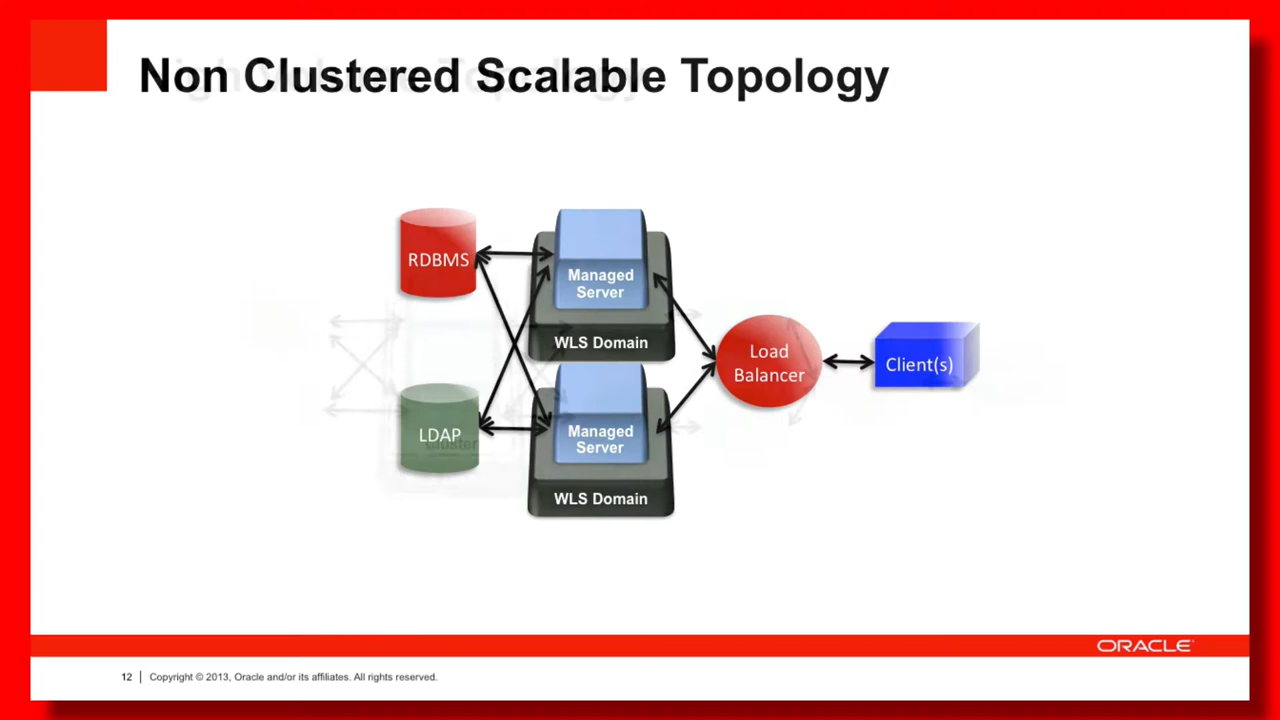 Non Clustered Scalable Topology
RDBMS
Managed
Server
WLS Domain
Load
Balancer
Client(s)
LDAP
Cluster
Managed
Server
WLS Domain
ORACLE
12 | Copyright © 2013, Oracle and/or its affiliates. All rights reserved.